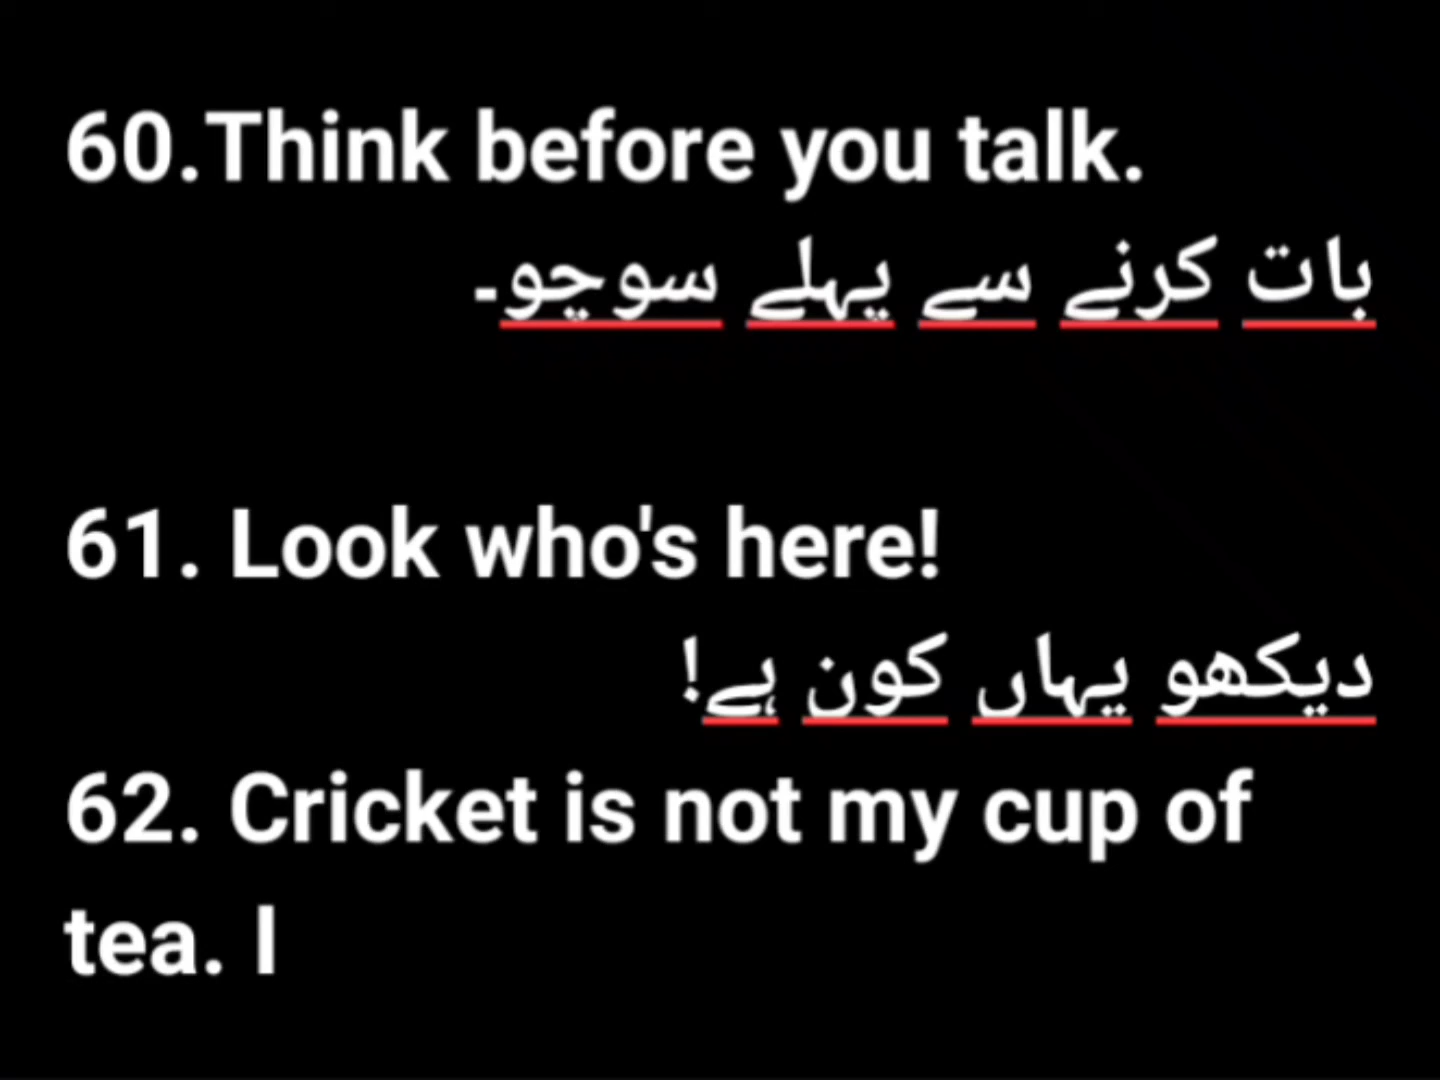 60.Think before you talk.
بات کرنے سے پہلے سوچو۔
61. Look who's here!
دیکھو یہاں کون ہے!
62. Cricket is not my cup of
tea. I